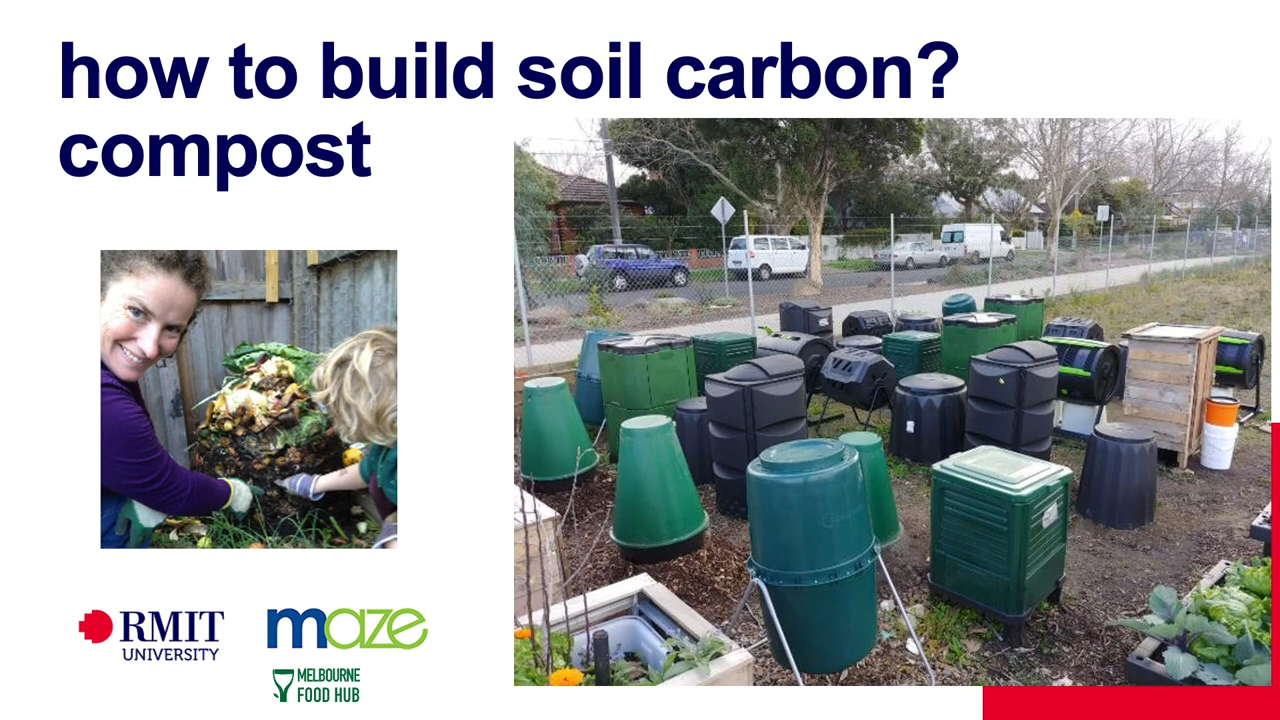 how to build soil carbon?
compost
RMIT
UNIVERSITY
maze
MELBOURNE
FOOD HUB